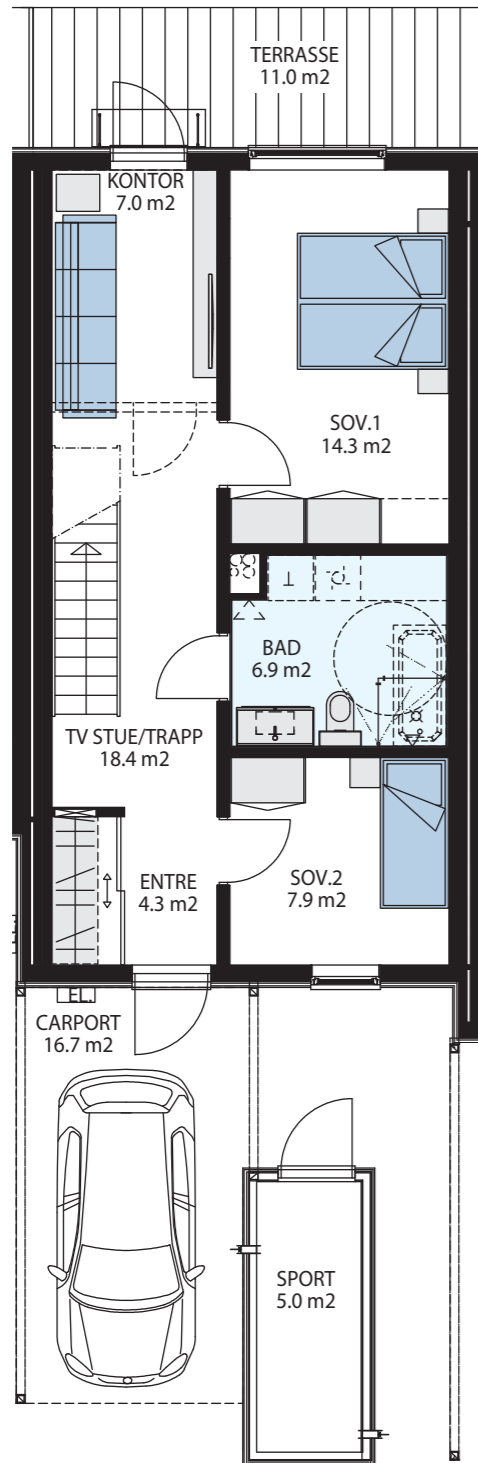 TERRASSE
11.0 m2
KONTOR
7.0 m2
SOV.1
14.3 m2
BAD
6.9 m2
TV STUE/TRAPP
18.4 m2
ENTRE
4.3 m2
SOV.2
7.9 m2
EL.
CARPORT
16.7 m2
SPORT
5.0 m2